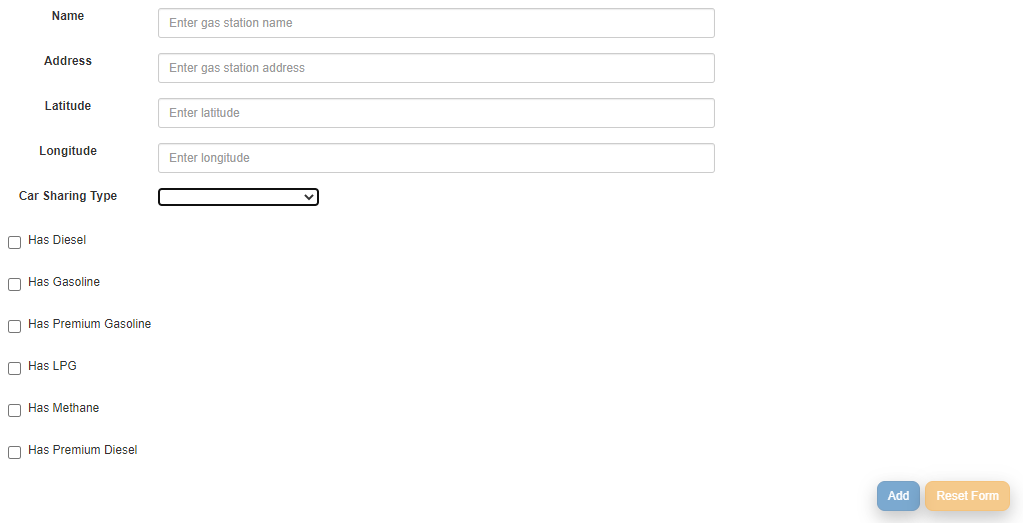 Name
Enter gas station name
Address
Enter gas station address
Latitude
Enter latitude
Longitude
Enter longitude
Car Sharing Type
Has Diesel
Has Gasoline
Has Premium Gasoline
Has LPG
Has Methane
Has Premium Diesel
Add
Reset Form